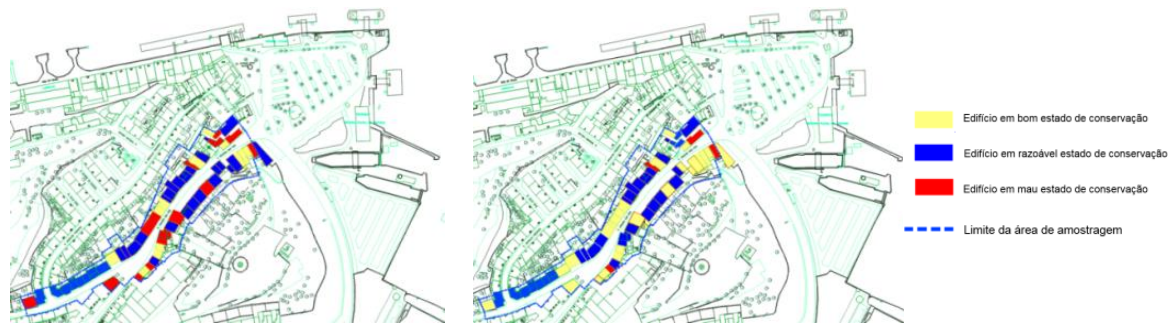 Edifício em bom estado de conservação
Edifício em razoável estado de conservação
Edifício em mau estado de conservação
Limite da área de amostragem